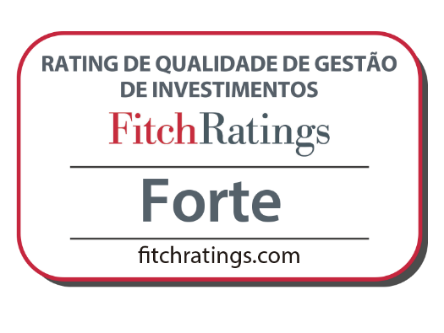 RATING DE QUALIDADE DE GESTÃO
DE INVESTIMENTOS
FitchRatings
Forte
fitchratings.com